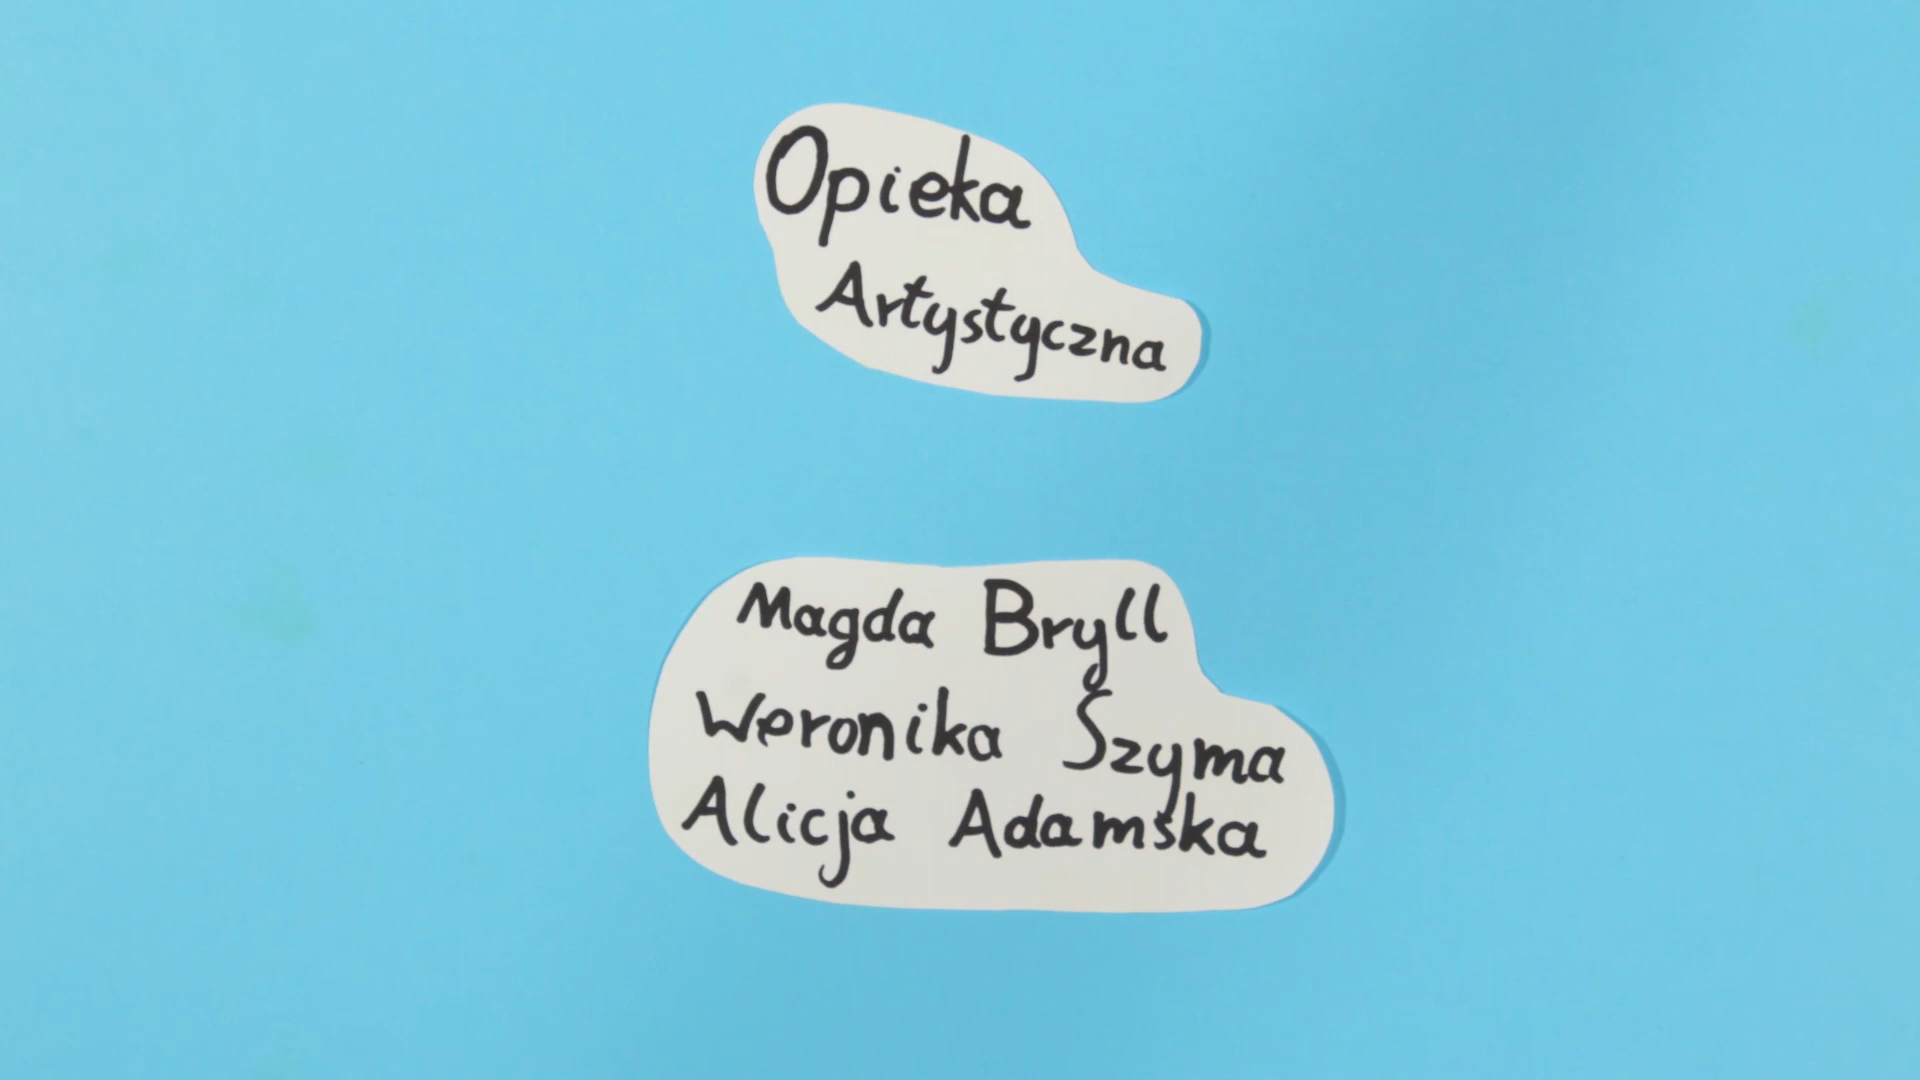 Opieka
Artystyczna
Magda Bryll
Weronika Szyma
Alicja Adamska